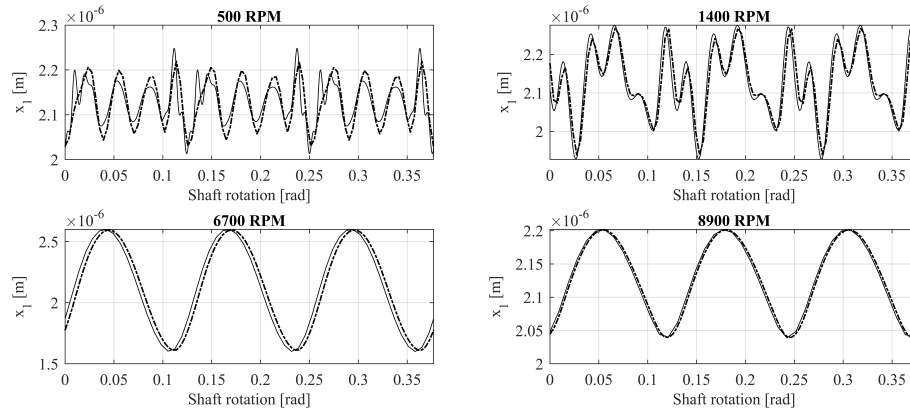 ×10⁻⁶ 500 RPM
2.3
2.2
2.1
2
x₁ [m]
0 0.05 0.1 0.15 0.2 0.25 0.3 0.35
Shaft rotation [rad]
×10⁻⁶ 1400 RPM
2.2
2.1
2
x₁ [m]
0 0.05 0.1 0.15 0.2 0.25 0.3 0.35
Shaft rotation [rad]
×10⁻⁶ 6700 RPM
2.5
2
1.5
x₁ [m]
0 0.05 0.1 0.15 0.2 0.25 0.3 0.35
Shaft rotation [rad]
×10⁻⁶ 8900 RPM
2.2
2.15
2.1
2.05
2
x₁ [m]
0 0.05 0.1 0.15 0.2 0.25 0.3 0.35
Shaft rotation [rad]